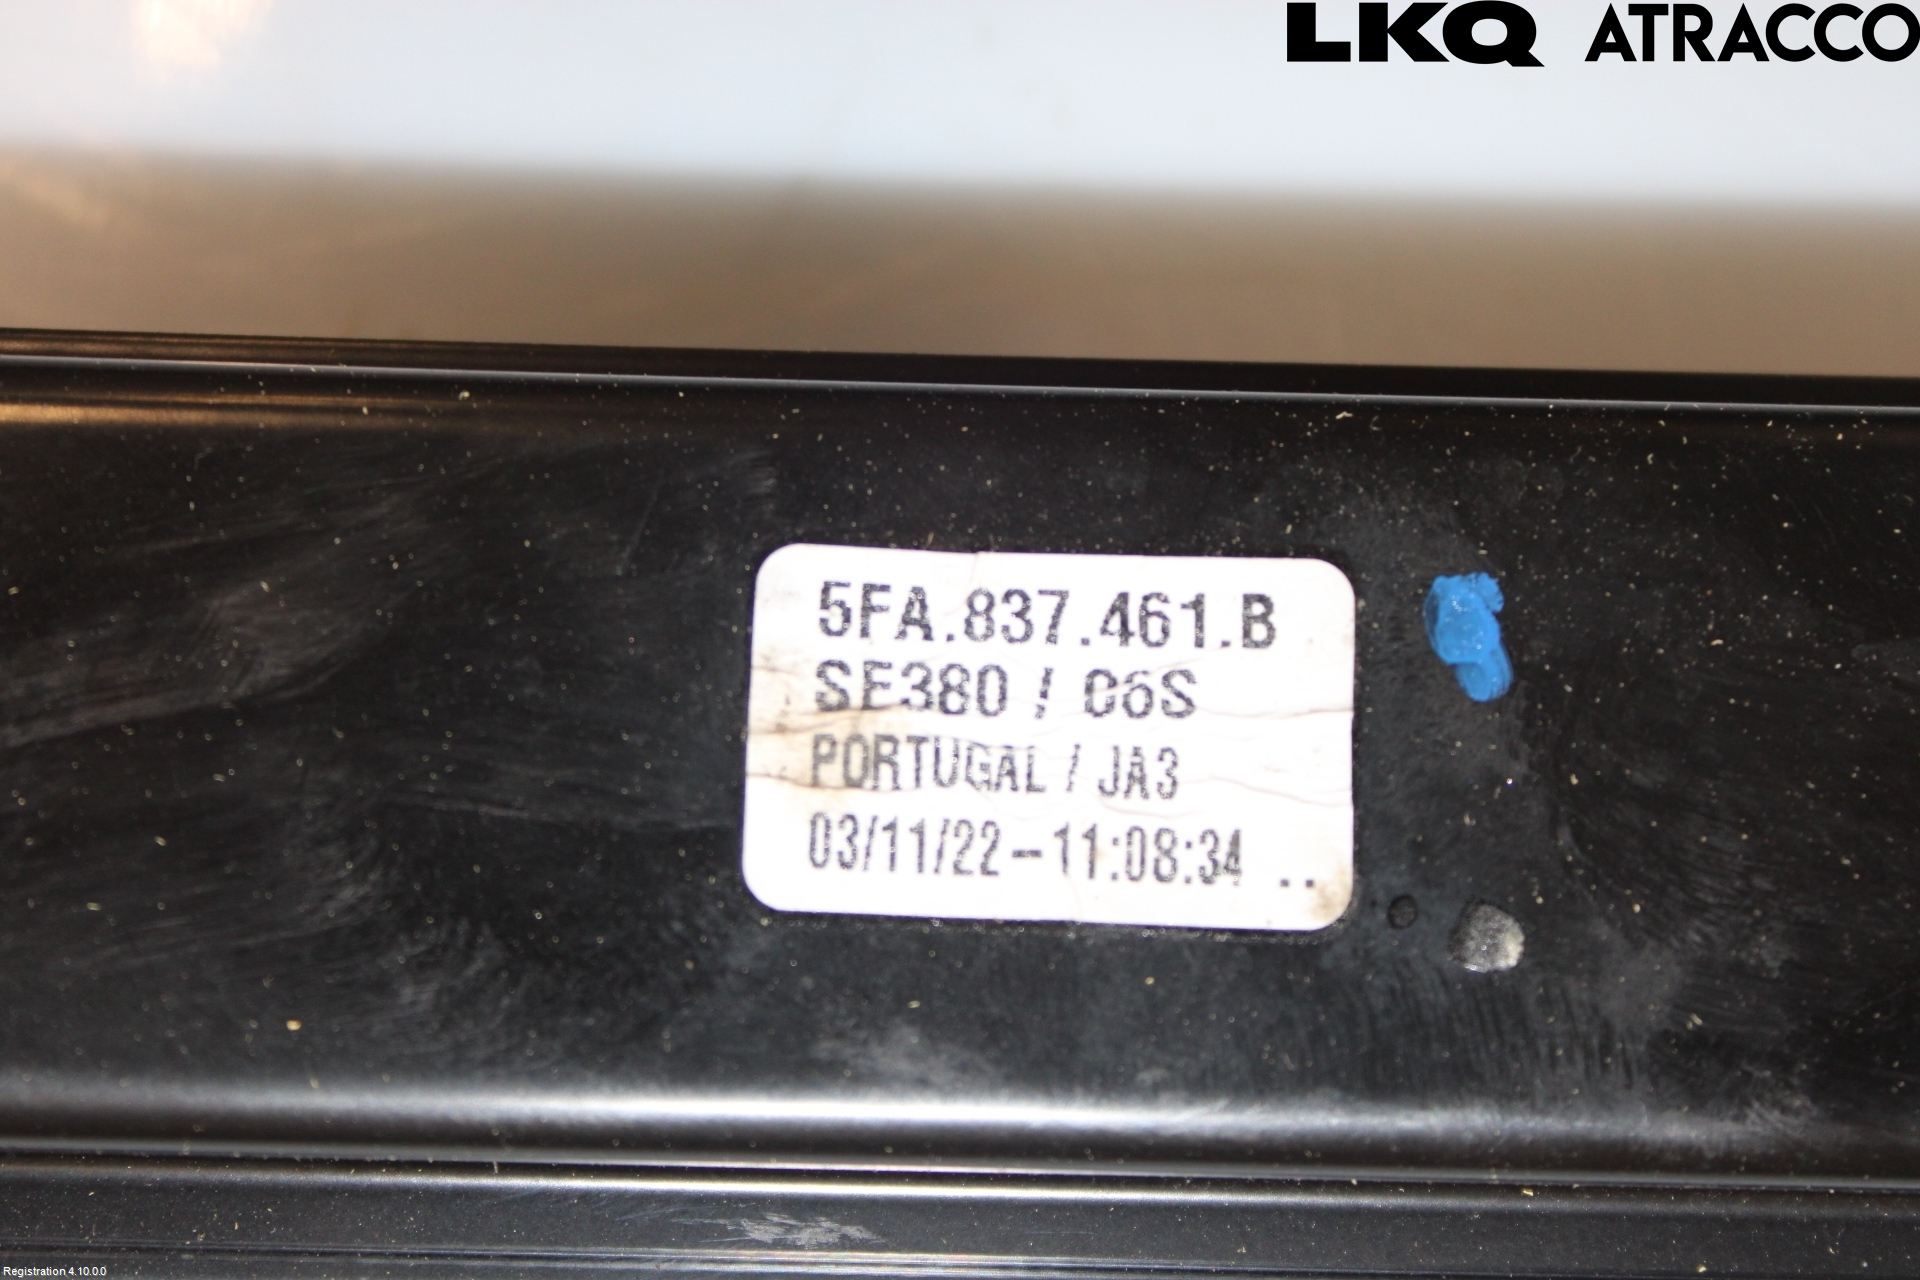 LKQ ATRACCO
5FA.837.461.B
SE380 / C6S
PORTUGAL / JA3
03/11/22-11:08:34 ..
Registration 4.10.0.0